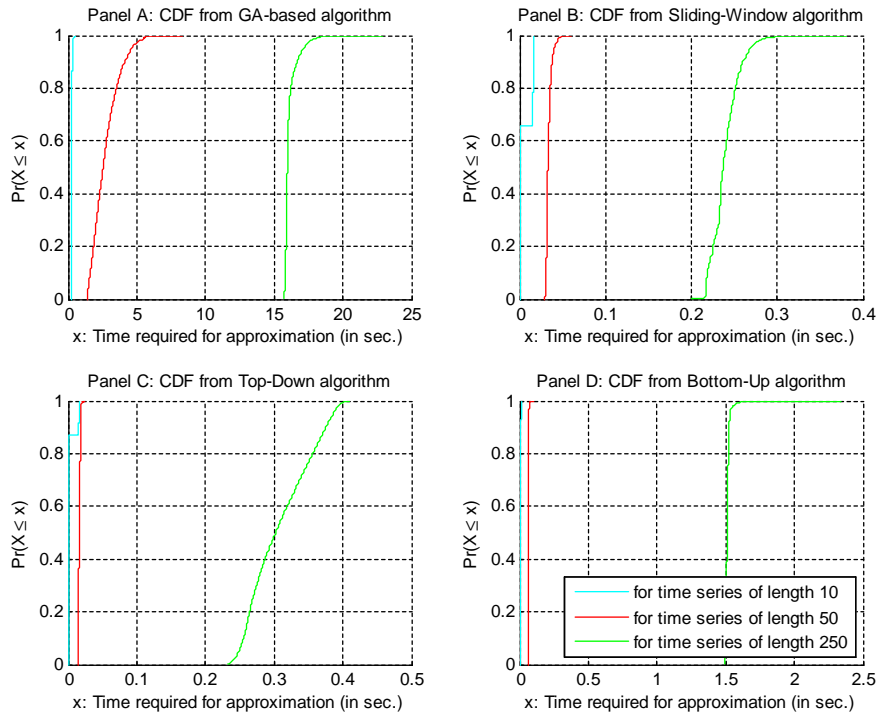 Panel A: CDF from GA-based algorithm
1
0.8
0.6
0.4
0.2
0
Pr(X ≤ x)
0 5 10 15 20 25
x: Time required for approximation (in sec.)
Panel B: CDF from Sliding-Window algorithm
1
0.8
0.6
0.4
0.2
0
Pr(X ≤ x)
0 0.1 0.2 0.3 0.4
x: Time required for approximation (in sec.)
Panel C: CDF from Top-Down algorithm
1
0.8
0.6
0.4
0.2
0
Pr(X ≤ x)
0 0.1 0.2 0.3 0.4 0.5
x: Time required for approximation (in sec.)
Panel D: CDF from Bottom-Up algorithm
1
0.8
0.6
0.4
0.2
0
Pr(X ≤ x)
for time series of length 10
for time series of length 50
for time series of length 250
0 0.5 1 1.5 2 2.5
x: Time required for approximation (in sec.)